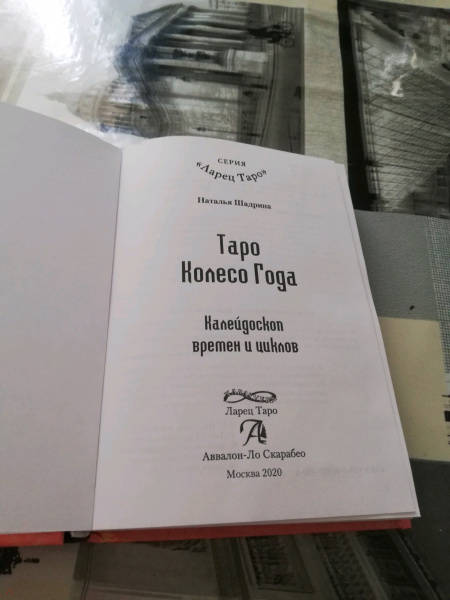 СЕРИЯ
«Ларец Таро»
Наталья Шадрина
Таро
Колесо Года
Калейдоскоп
времен и циклов
Ларец Таро
Аввалон-Ло Скарабео
Москва 2020